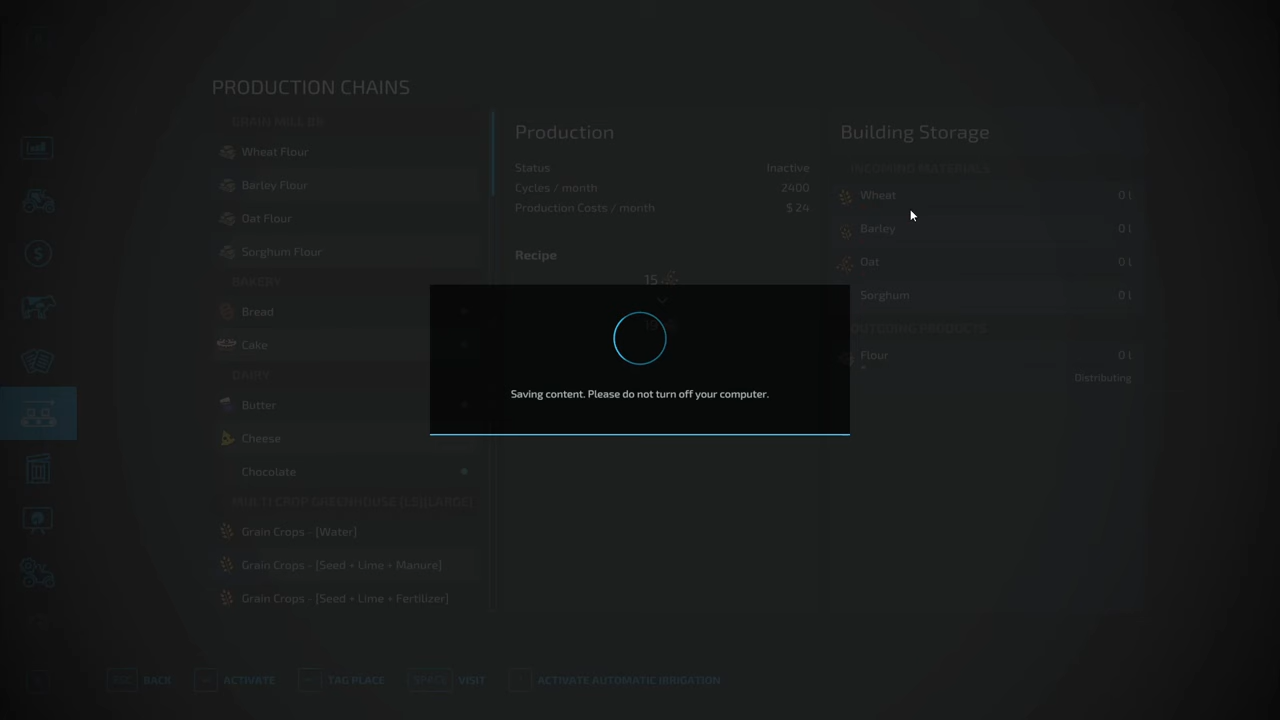 PRODUCTION CHAINS
GRAIN MILL BR
Wheat Flour
Barley Flour
Oat Flour
Sorghum Flour
BAKERY
Bread
Cake
DAIRY
Butter
Cheese
Chocolate
MULTI CROP GREENHOUSE (LS)(LARGE)
Grain Crops - [Water]
Grain Crops - [Seed + Lime + Manure]
Grain Crops - [Seed + Lime + Fertilizer]
Production
Status Inactive
Cycles / month 2400
Production Costs / month $ 24
Recipe
15
Building Storage
INCOMING MATERIALS
Wheat 0 l
Barley 0 l
Oat 0 l
Sorghum 0 l
OUTGOING PRODUCTS
Flour 0 l
Distributing
Saving content. Please do not turn off your computer.
ESC BACK ACTIVATE TAG PLACE SPACE VISIT ACTIVATE AUTOMATIC IRRIGATION